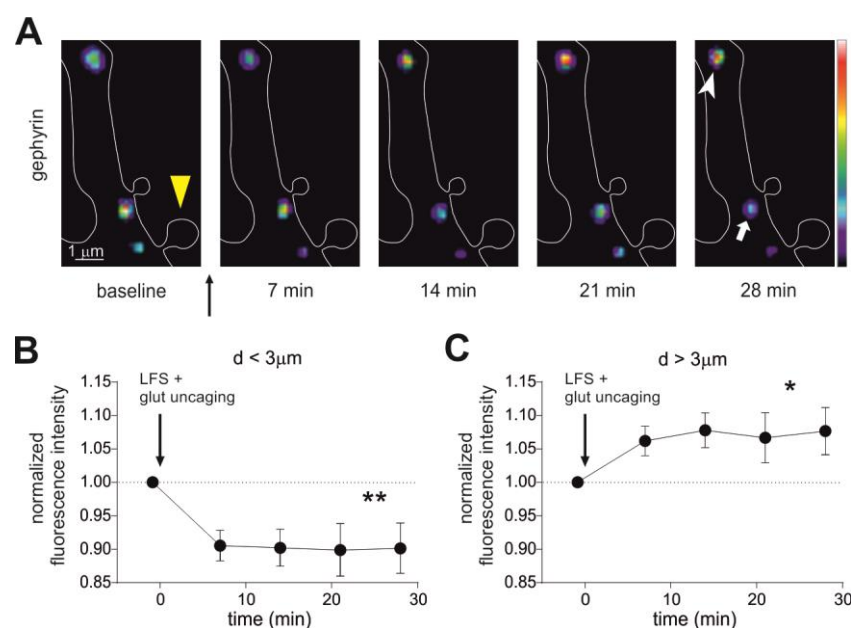 A
gephyrin
1 μm
baseline
7 min
14 min
21 min
28 min
B
d < 3μm
LFS +
glut uncaging
normalized
fluorescence intensity
1.15
1.10
1.05
1.00
0.95
0.90
0.85
**
0
10
20
30
time (min)
C
d > 3μm
LFS +
glut uncaging
normalized
fluorescence intensity
1.15
1.10
1.05
1.00
0.95
0.90
0.85
*
0
10
20
30
time (min)